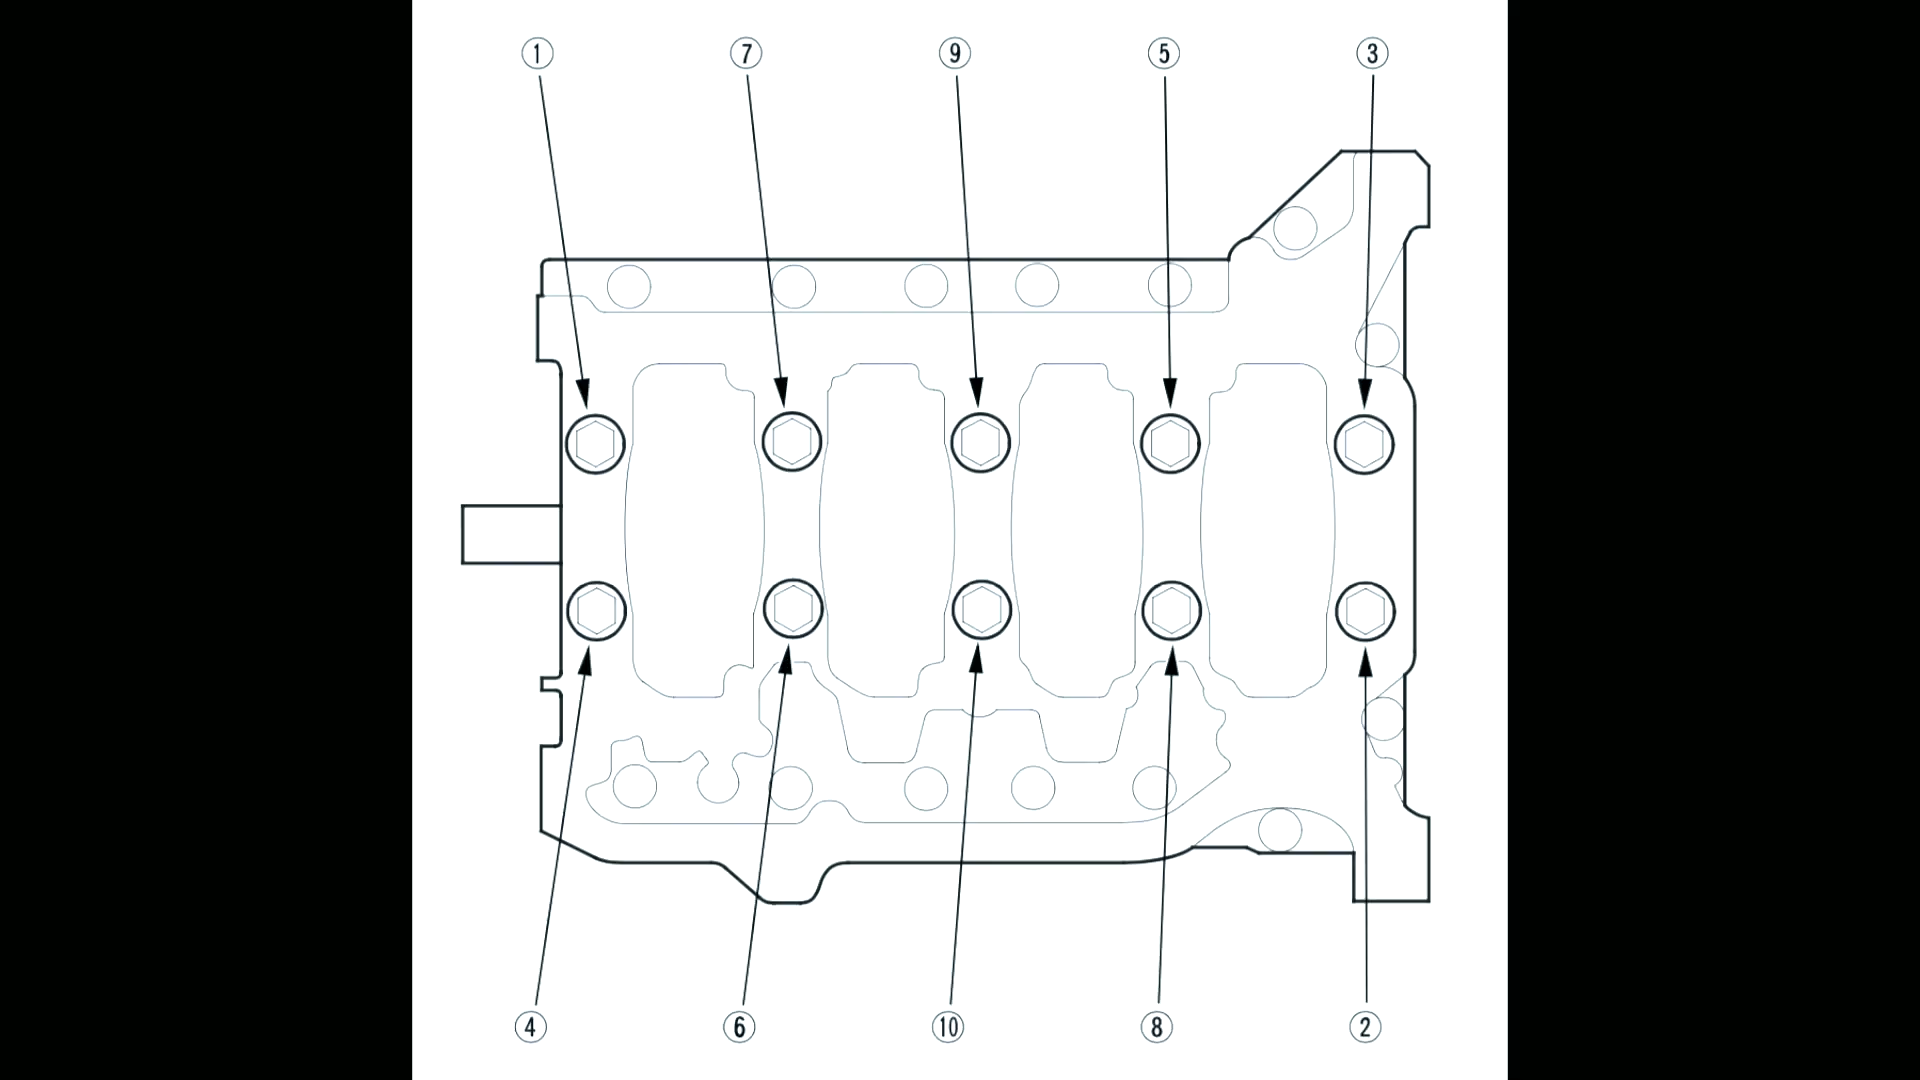 ① ⑦ ⑨ ⑤ ③
④ ⑥ ⑩ ⑧ ②